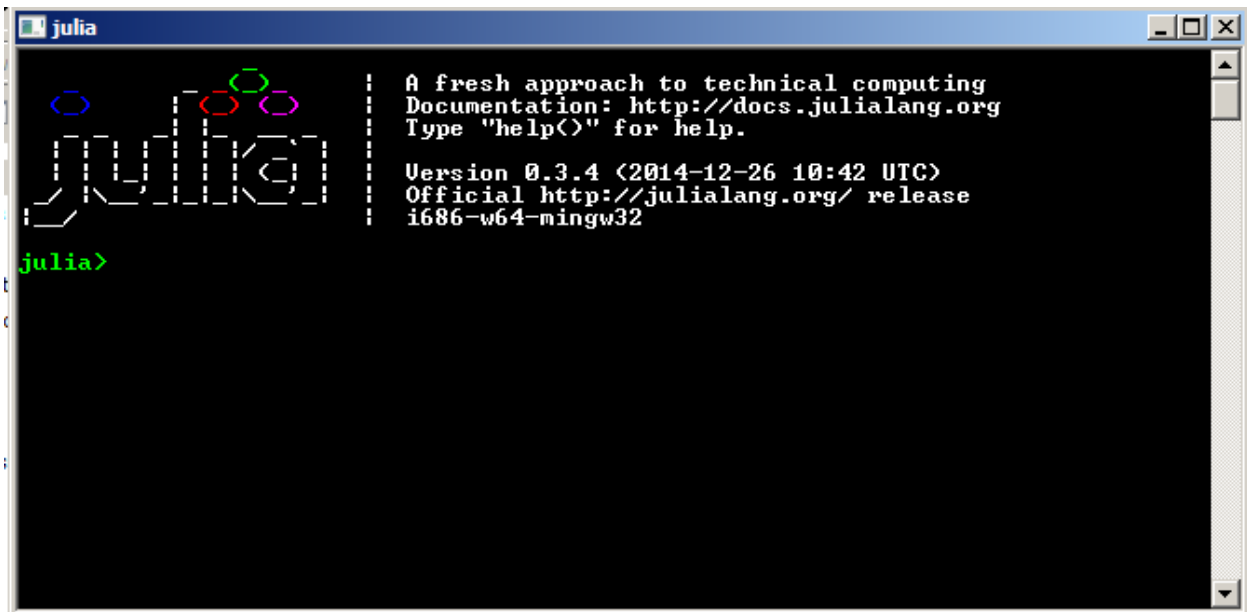 julia
A fresh approach to technical computing
Documentation: http://docs.julialang.org
Type "help()" for help.
Version 0.3.4 (2014-12-26 10:42 UTC)
Official http://julialang.org/ release
i686-w64-mingw32
julia
julia>